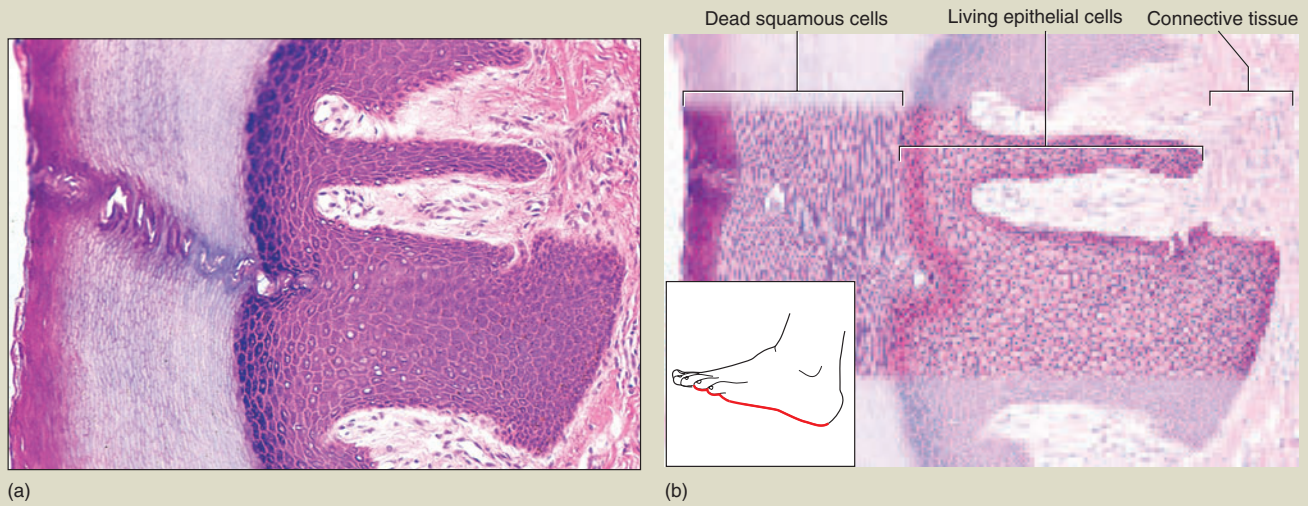 Dead squamous cells
Living epithelial cells
Connective tissue
(a)
(b)